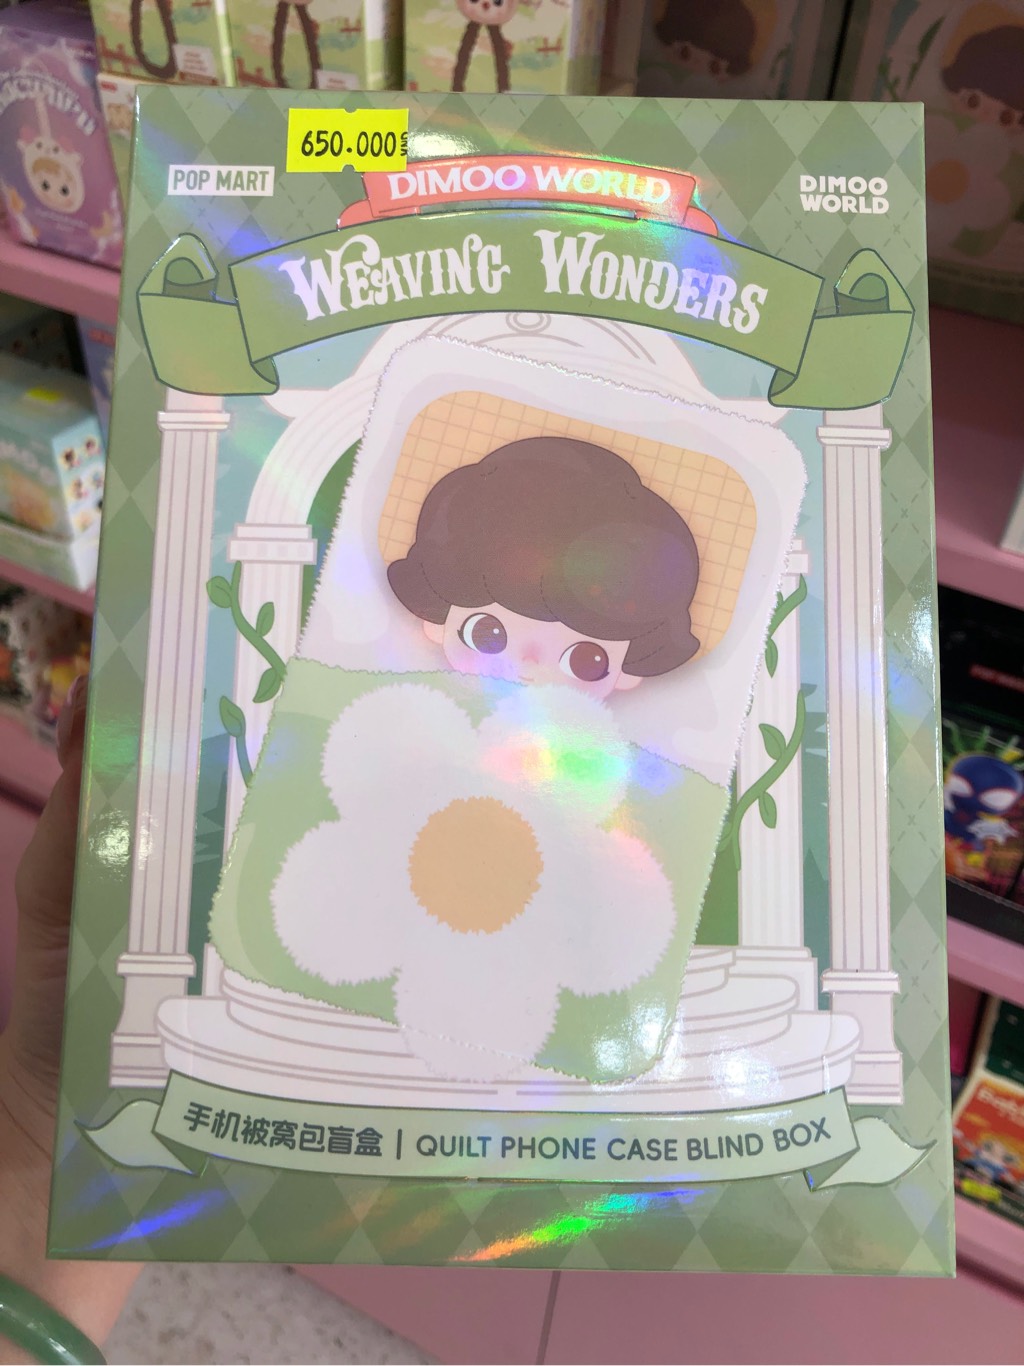 650.000 VND
POP MART
DIMOO WORLD
DIMOO
WORLD
WEAVING WONDERS
手机被窝包盲盒 | QUILT PHONE CASE BLIND BOX